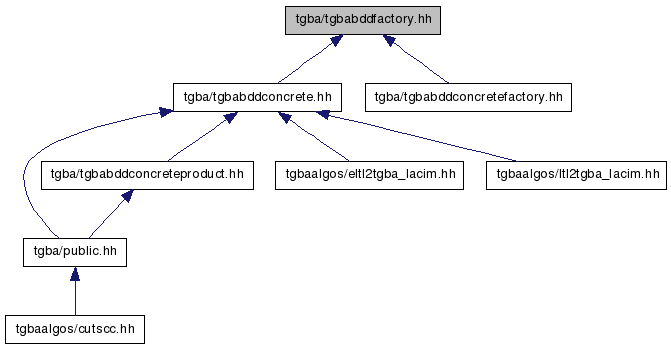 tgba/tgbabddfactory.hh
tgba/tgbabddconcrete.hh
tgba/tgbabddconcretefactory.hh
tgba/tgbabddconcreteproduct.hh
tgbaalgos/eltl2tgba_lacim.hh
tgbaalgos/ltl2tgba_lacim.hh
tgba/public.hh
tgbaalgos/cutscc.hh